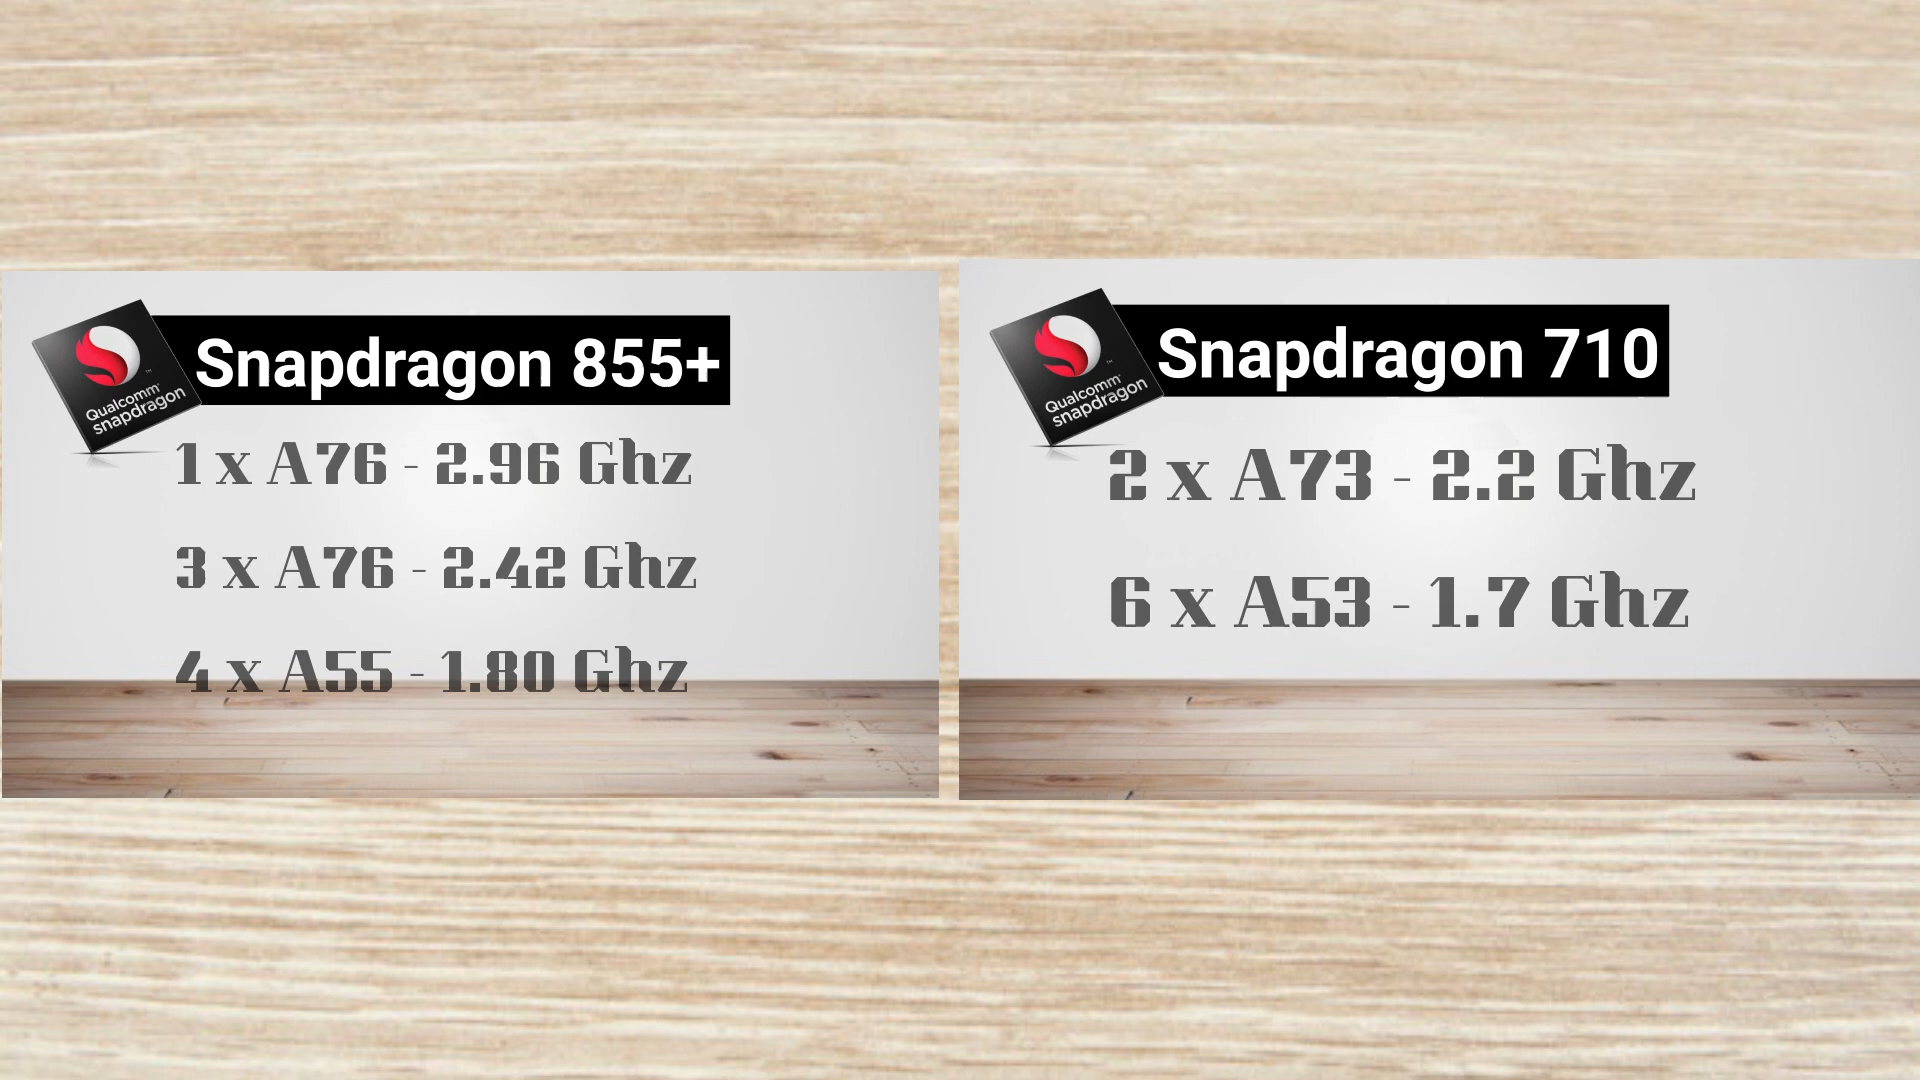 Snapdragon 855+
Qualcomm
snapdragon
1 x A76 - 2.96 Ghz
3 x A76 - 2.42 Ghz
4 x A55 - 1.80 Ghz
Snapdragon 710
Qualcomm
snapdragon
2 x A73 - 2.2 Ghz
6 x A53 - 1.7 Ghz